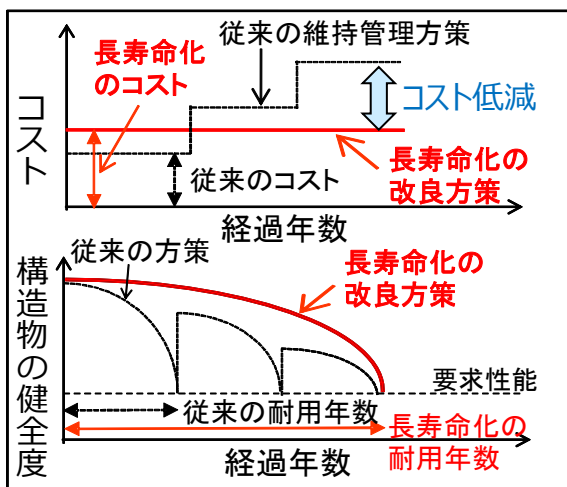 従来の維持管理方策
長寿命化
のコスト
コスト
コスト低減
長寿命化の
改良方策
従来のコスト
経過年数
従来の方策
長寿命化の
改良方策
構造物の健全度
要求性能
従来の耐用年数
長寿命化の
耐用年数
経過年数